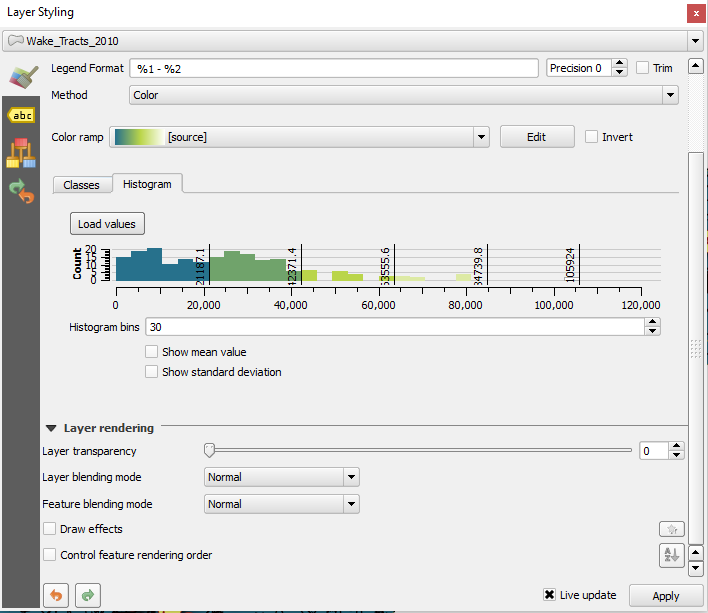 Layer Styling
x
Wake_Tracts_2010
Legend Format %1 - %2 Precision 0 Trim
abc
Method Color
Color ramp [source] Edit Invert
Classes Histogram
Load values
Count
20
15
10
5
0
21187.1
42371.4
63555.6
84739.8
105924
0 20,000 40,000 60,000 80,000 100,000 120,000
Histogram bins 30
Show mean value
Show standard deviation
Layer rendering
Layer transparency 0
Layer blending mode Normal
Feature blending mode Normal
Draw effects
Control feature rendering order
A
Z
Live update Apply